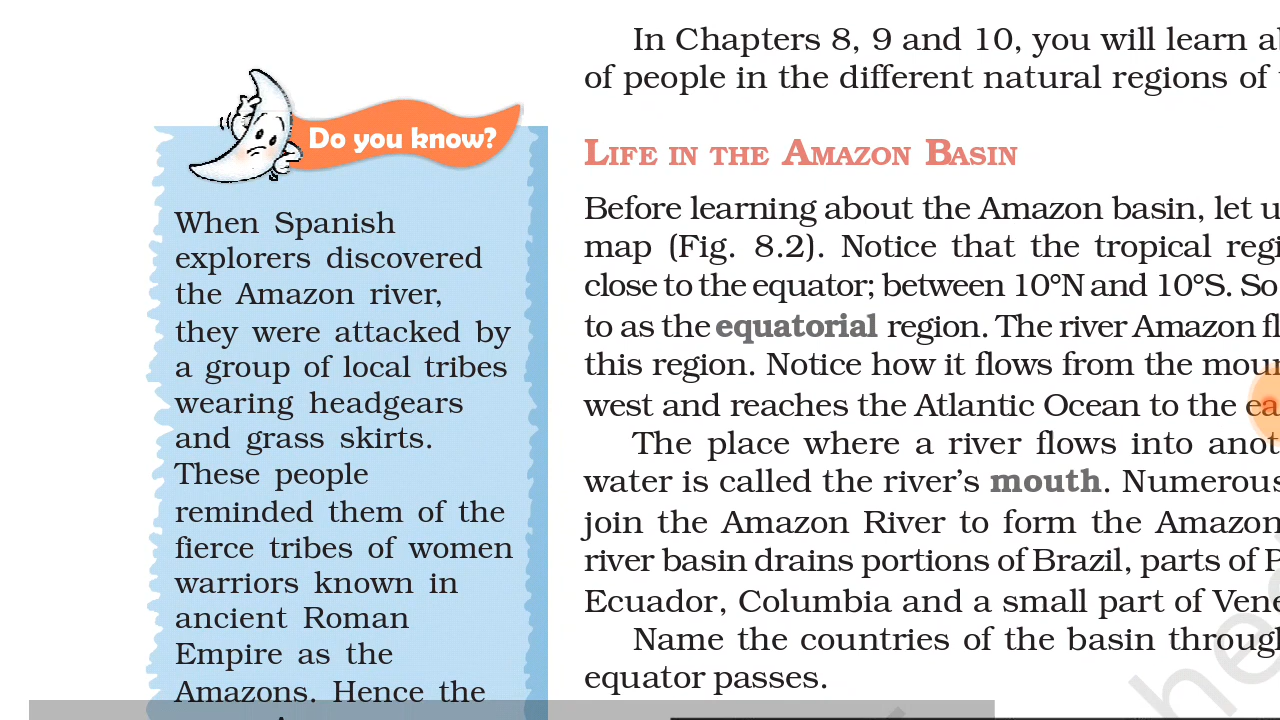 In Chapters 8, 9 and 10, you will learn
of people in the different natural regions of
Do you know?
When Spanish
explorers discovered
the Amazon river,
they were attacked by
a group of local tribes
wearing headgears
and grass skirts.
These people
reminded them of the
fierce tribes of women
warriors known in
ancient Roman
Empire as the
Amazons. Hence the
LIFE IN THE AMAZON BASIN
Before learning about the Amazon basin, let
map (Fig. 8.2). Notice that the tropical
close to the equator; between 10°N and 10°S. So
to as the equatorial region. The river Amazon
this region. Notice how it flows from the
west and reaches the Atlantic Ocean to the
The place where a river flows into
water is called the river's mouth. Numerous
join the Amazon River to form the Amazon
river basin drains portions of Brazil, parts of
Ecuador, Columbia and a small part of
Name the countries of the basin through
equator passes.